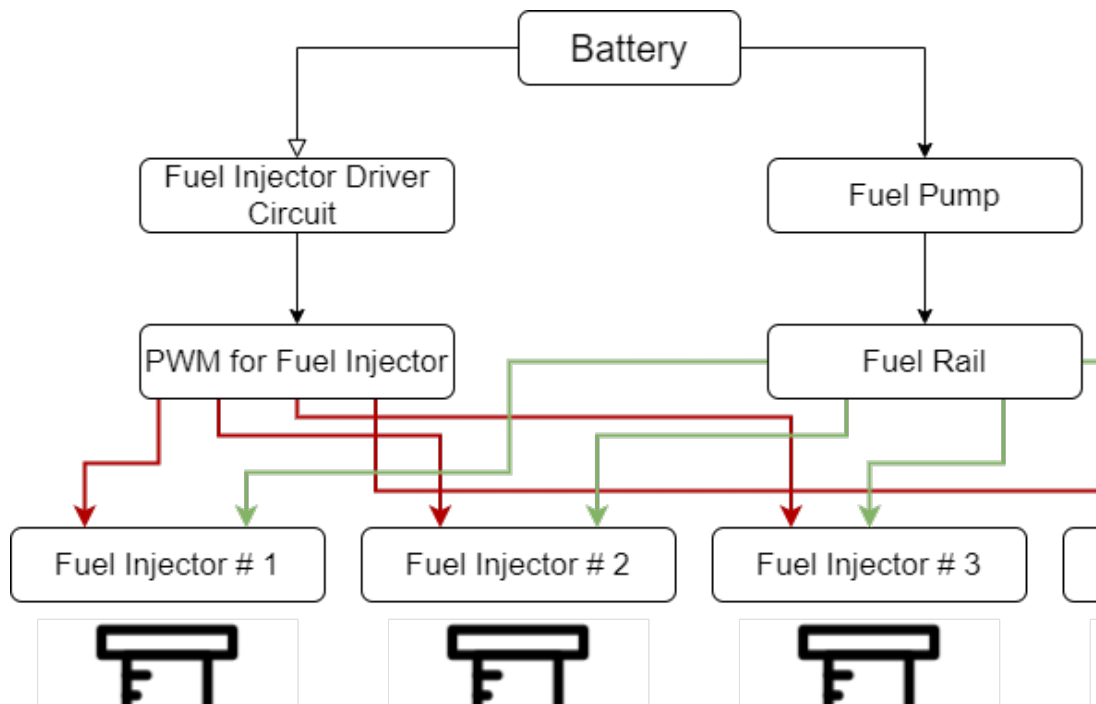 Battery
Fuel Injector Driver
Circuit
Fuel Pump
PWM for Fuel Injector
Fuel Rail
Fuel Injector # 1
Fuel Injector # 2
Fuel Injector # 3